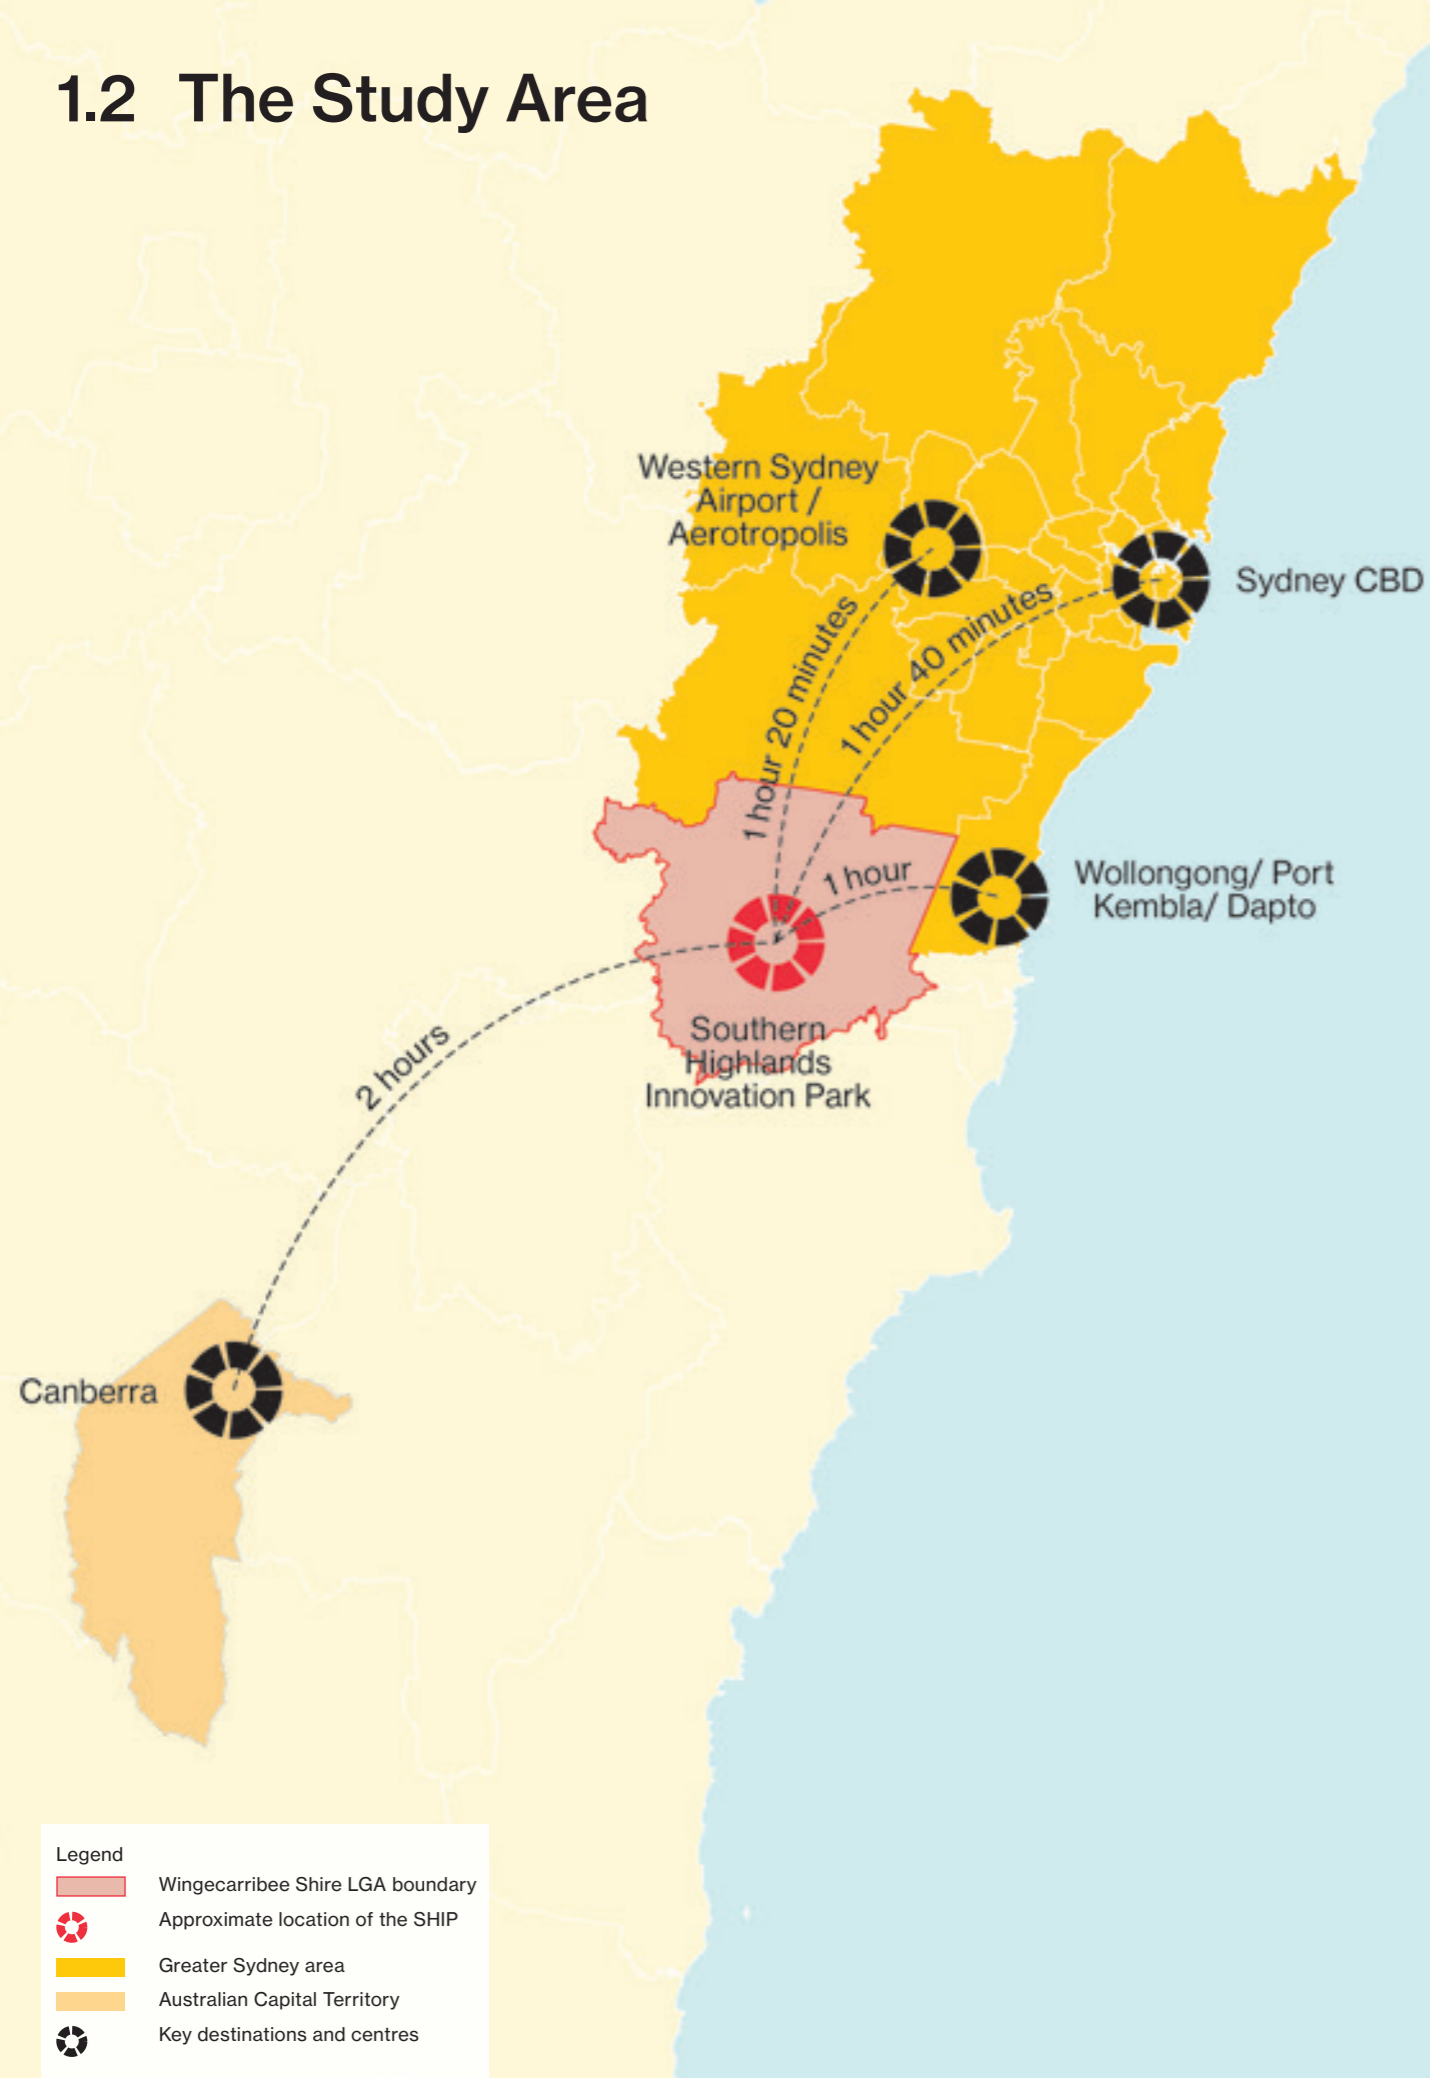 1.2 The Study Area
Western Sydney
Airport /
Aerotropolis
Sydney CBD
1 hour 20 minutes
1 hour 40 minutes
1 hour
Wollongong/ Port
Kembla/ Dapto
Southern
Highlands
Innovation Park
2 hours
Canberra
Legend
Wingecarribee Shire LGA boundary
Approximate location of the SHIP
Greater Sydney area
Australian Capital Territory
Key destinations and centres